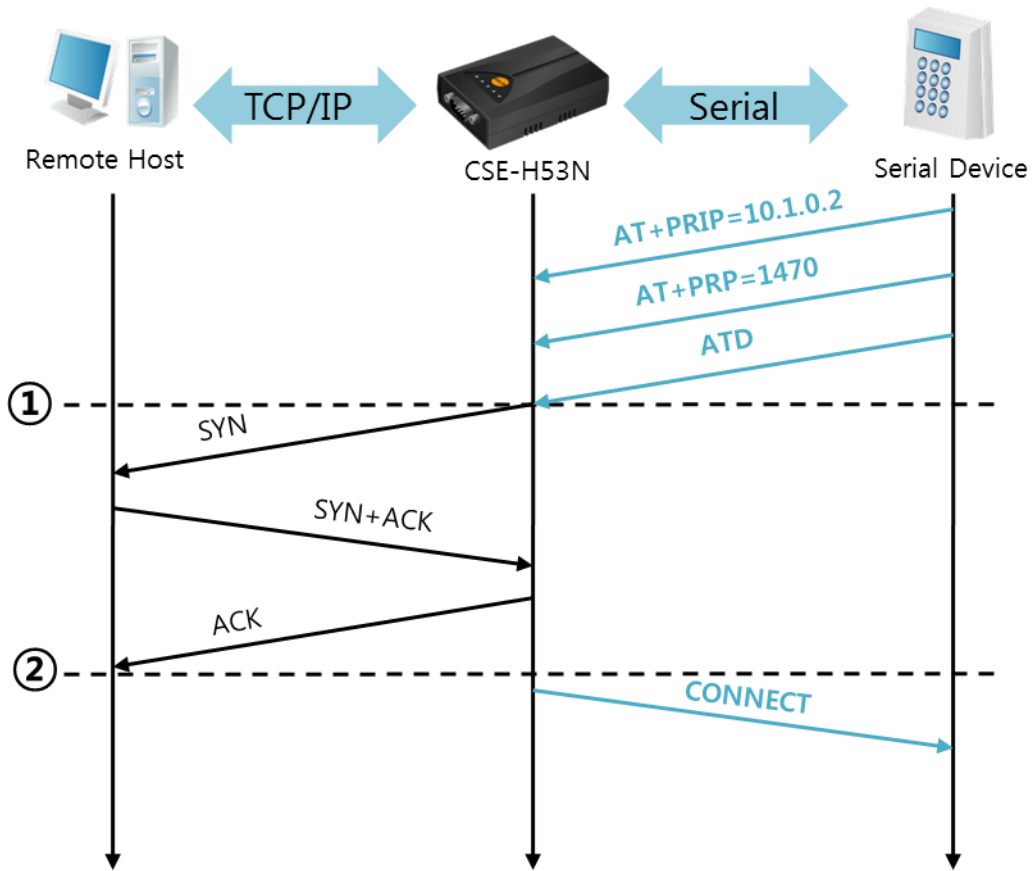 TCP/IP
Serial
Remote Host
CSE-H53N
Serial Device
AT+PRIP=10.1.0.2
AT+PRP=1470
ATD
①
SYN
SYN+ACK
ACK
②
CONNECT